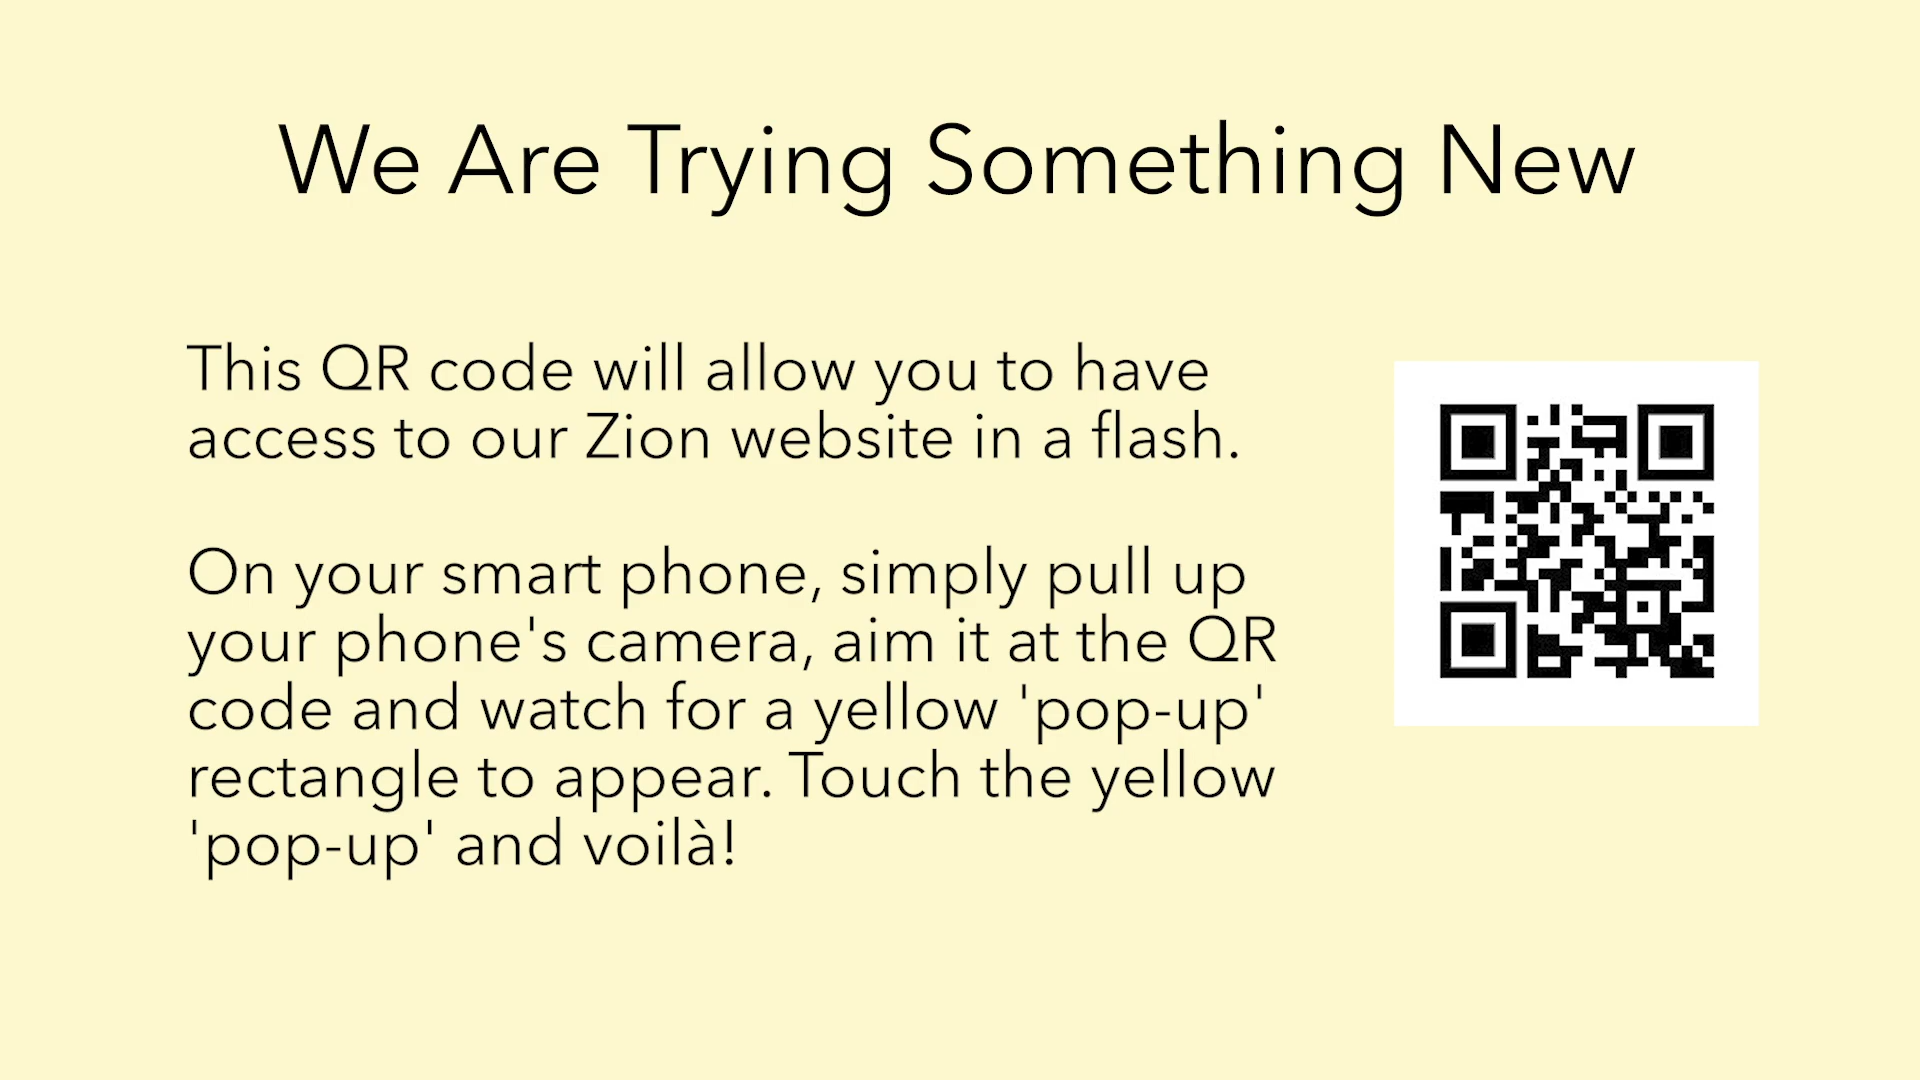 We Are Trying Something New
This QR code will allow you to have
access to our Zion website in a flash.
On your smart phone, simply pull up
your phone's camera, aim it at the QR
code and watch for a yellow 'pop-up'
rectangle to appear. Touch the yellow
'pop-up' and voilà!